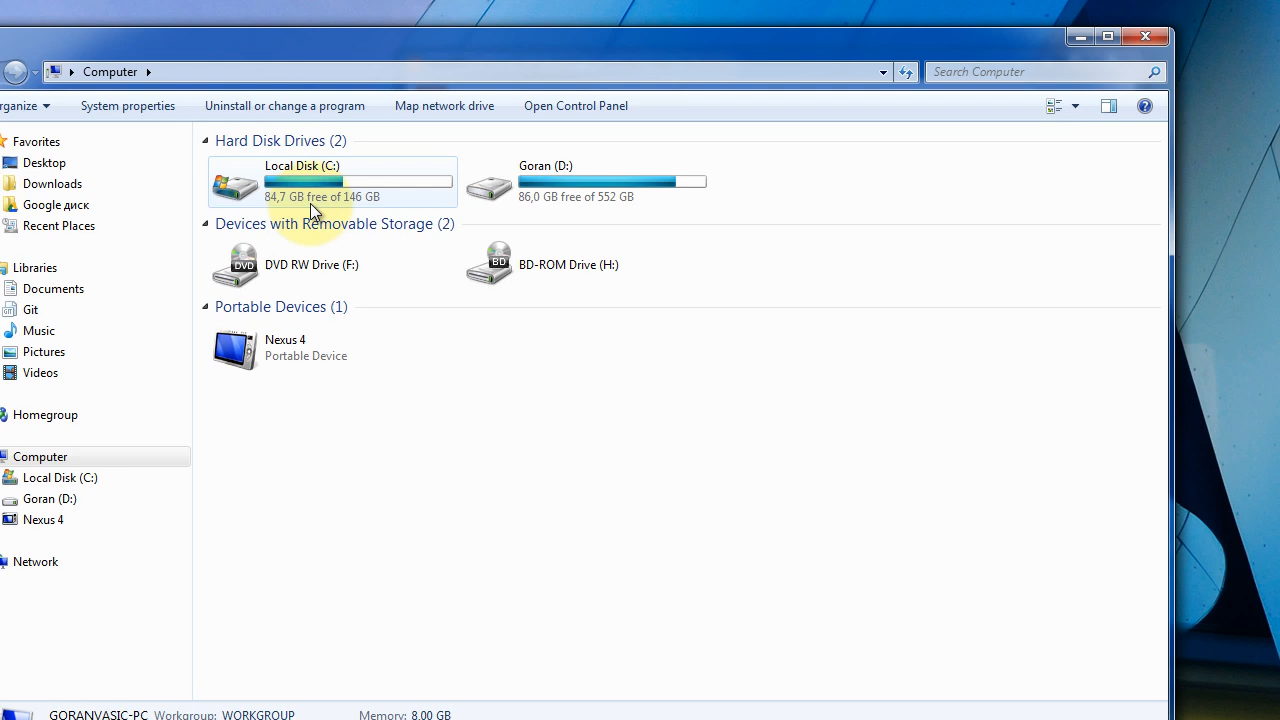 Computer
Search Computer
rganize
System properties
Uninstall or change a program
Map network drive
Open Control Panel
Favorites
Desktop
Downloads
Google диск
Recent Places
Libraries
Documents
Git
Music
Pictures
Videos
Homegroup
Computer
Local Disk (C:)
Goran (D:)
Nexus 4
Network
Hard Disk Drives (2)
Local Disk (C:)
84,7 GB free of 146 GB
Goran (D:)
86,0 GB free of 552 GB
Devices with Removable Storage (2)
DVD
DVD RW Drive (F:)
BD
BD-ROM Drive (H:)
Portable Devices (1)
Nexus 4
Portable Device
GORANVASIC-PC Workgroup: WORKGROUP Memory: 8.00 GB